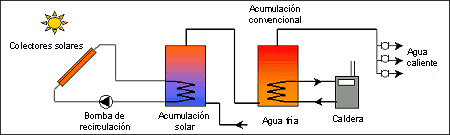 Acumulación
convencional
Colectores solares
Agua
caliente
Bomba de
recirculación
Acumulación
solar
Agua fría
Caldera